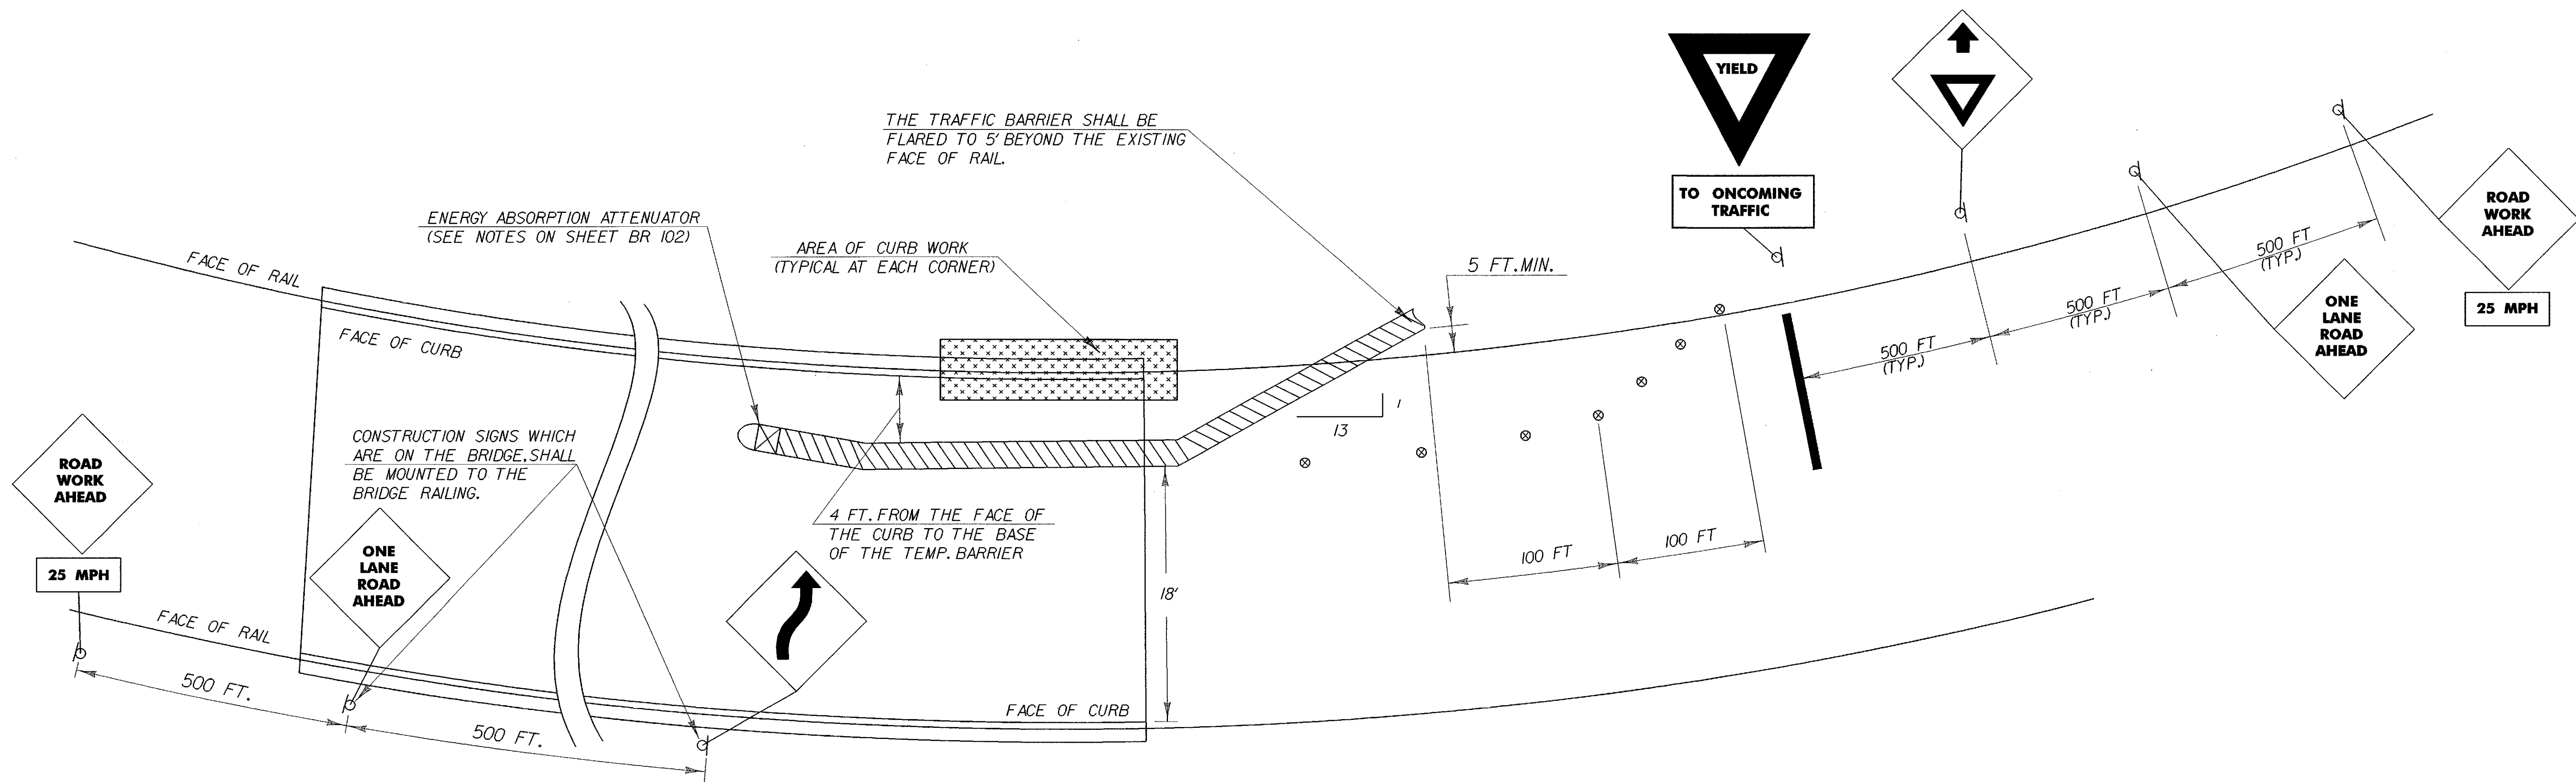 YIELD
TO ONCOMING
TRAFFIC
THE TRAFFIC BARRIER SHALL BE
FLARED TO 5' BEYOND THE EXISTING
FACE OF RAIL.
ENERGY ABSORPTION ATTENUATOR
(SEE NOTES ON SHEET BR 102)
AREA OF CURB WORK
(TYPICAL AT EACH CORNER)
5 FT. MIN.
ROAD
WORK
AHEAD
25 MPH
500 FT
(TYP.)
500 FT
(TYP.)
500 FT
(TYP.)
ONE
LANE
ROAD
AHEAD
FACE OF RAIL
FACE OF CURB
1
13
CONSTRUCTION SIGNS WHICH
ARE ON THE BRIDGE, SHALL
BE MOUNTED TO THE
BRIDGE RAILING.
ROAD
WORK
AHEAD
25 MPH
ONE
LANE
ROAD
AHEAD
4 FT. FROM THE FACE OF
THE CURB TO THE BASE
OF THE TEMP. BARRIER
100 FT
100 FT
18'
FACE OF RAIL
FACE OF CURB
500 FT.
500 FT.